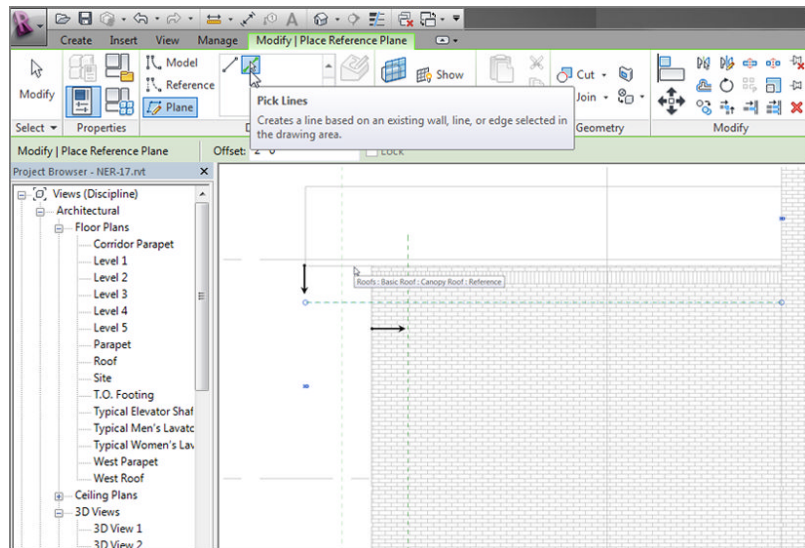 Create Insert View Manage Modify | Place Reference Plane
Modify
Model
Reference
Plane
Show
Cut
Join
Pick Lines
Creates a line based on an existing wall, line, or edge selected in
the drawing area.
Select Properties Geometry Modify
Modify | Place Reference Plane Offset: Lock
Project Browser - NER-17.rvt
Views (Discipline)
Architectural
Floor Plans
Corridor Parapet
Level 1
Level 2
Level 3
Level 4
Level 5
Parapet
Roof
Site
T.O. Footing
Typical Elevator Shaf
Typical Men's Lavatc
Typical Women's Lav
West Parapet
West Roof
Ceiling Plans
3D Views
3D View 1
3D View 2
Roofs : Basic Roof : Canopy Roof : Reference